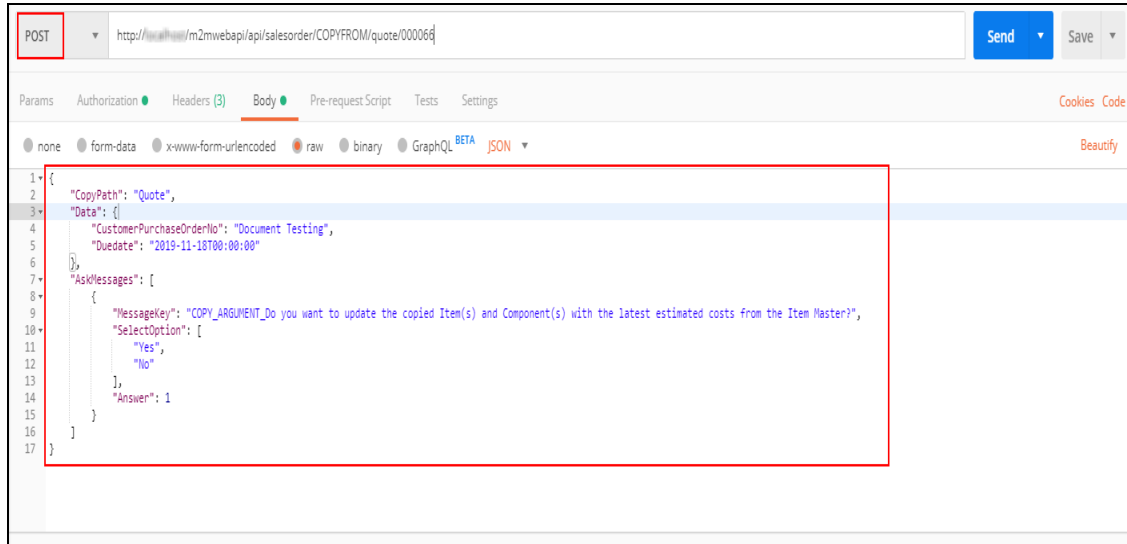 POST http:// /m2mwebapi/api/salesorder/COPYFROM/quote/000066 Send Save
Params Authorization Headers (3) Body Pre-request Script Tests Settings Cookies Code
none form-data x-www-form-urlencoded raw binary GraphQL BETA JSON Beautify
1 {
2 "CopyPath": "Quote",
3 "Data": {
4 "CustomerPurchaseOrderNo": "Document Testing",
5 "Duedate": "2019-11-18T00:00:00"
6 },
7 "AskMessages": [
8 {
9 "MessageKey": "COPY_ARGUMENT_Do you want to update the copied Item(s) and Component(s) with the latest estimated costs from the Item Master?",
10 "SelectOption": [
11 "Yes",
12 "No"
13 ],
14 "Answer": 1
15 }
16 ]
17 }